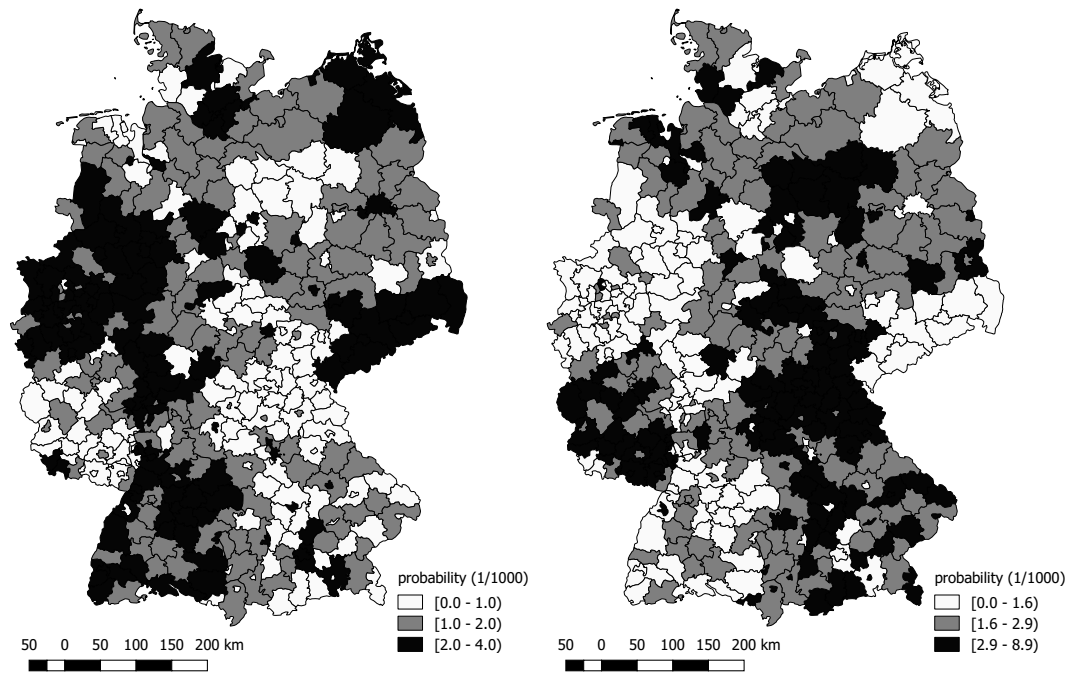 probability (1/1000)
[0.0 - 1.0)
[1.0 - 2.0)
[2.0 - 4.0)
50 0 50 100 150 200 km
probability (1/1000)
[0.0 - 1.6)
[1.6 - 2.9)
[2.9 - 8.9)
50 0 50 100 150 200 km